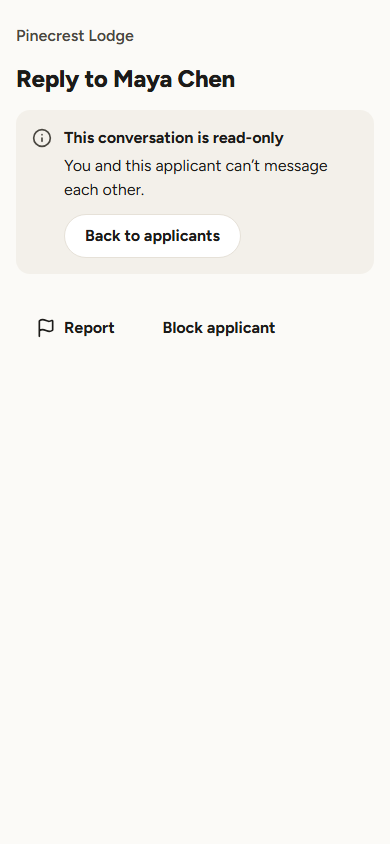 Pinecrest Lodge
Reply to Maya Chen
This conversation is read-only
You and this applicant can’t message
each other.
Back to applicants
Report
Block applicant